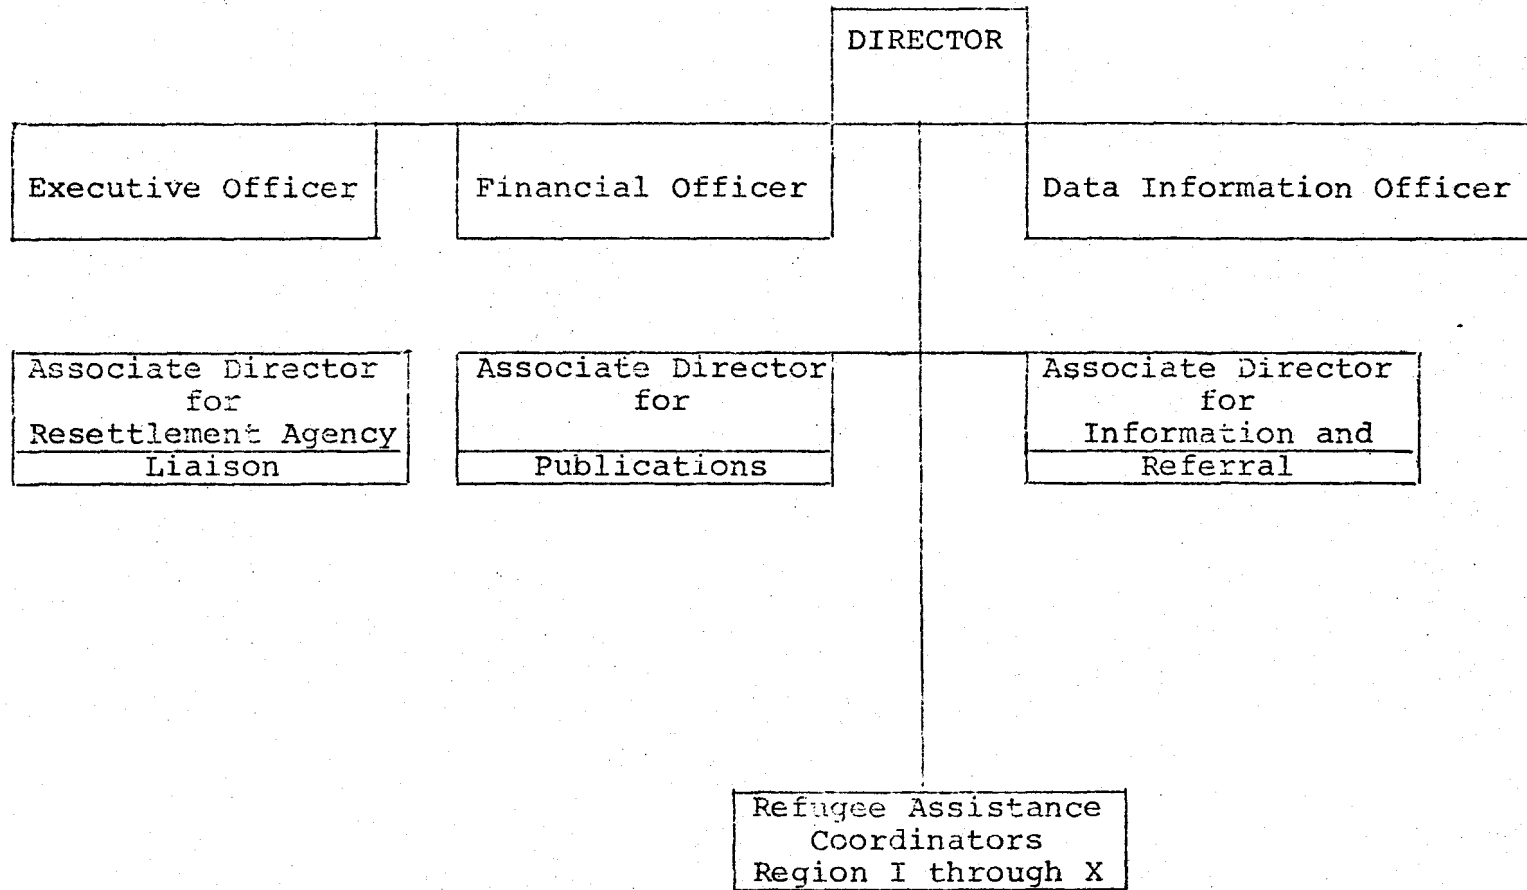 DIRECTOR
Executive Officer
Financial Officer
Data Information Officer
Associate Director
for
Resettlement Agency
Liaison
Associate Director
for
Publications
Associate Director
for
Information and
Referral
Refugee Assistance
Coordinators
Region I through X